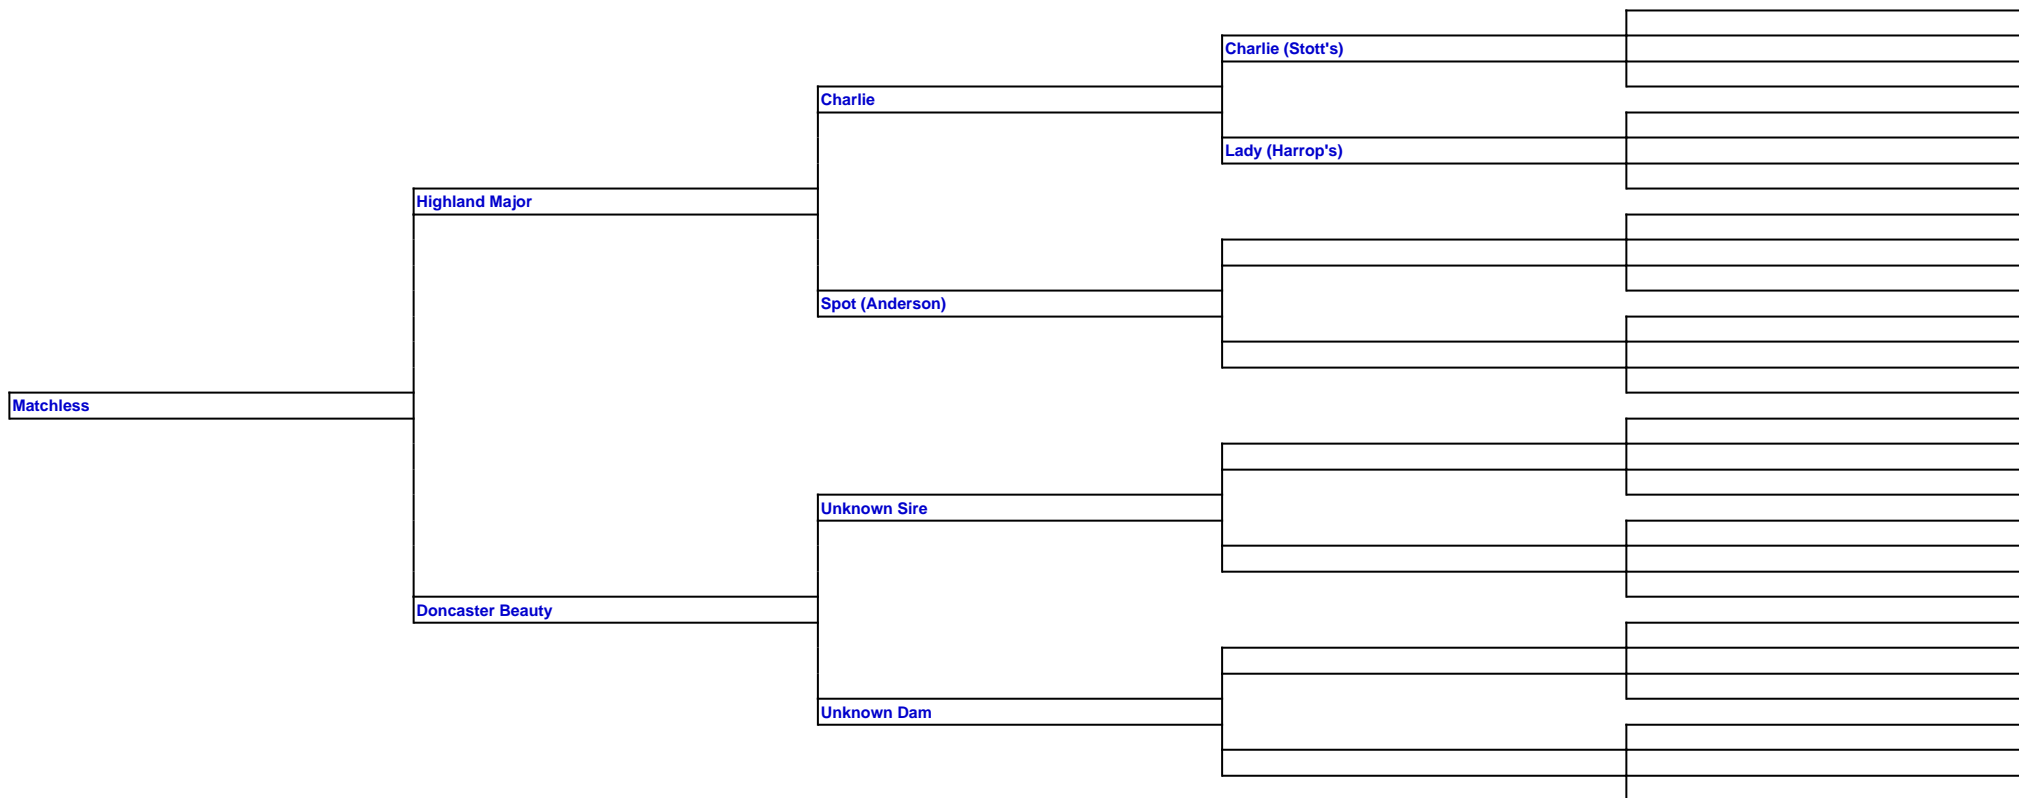 Charlie (Stott's)
Charlie
Lady (Harrop's)
Highland Major
Spot (Anderson)
Matchless
Unknown Sire
Doncaster Beauty
Unknown Dam